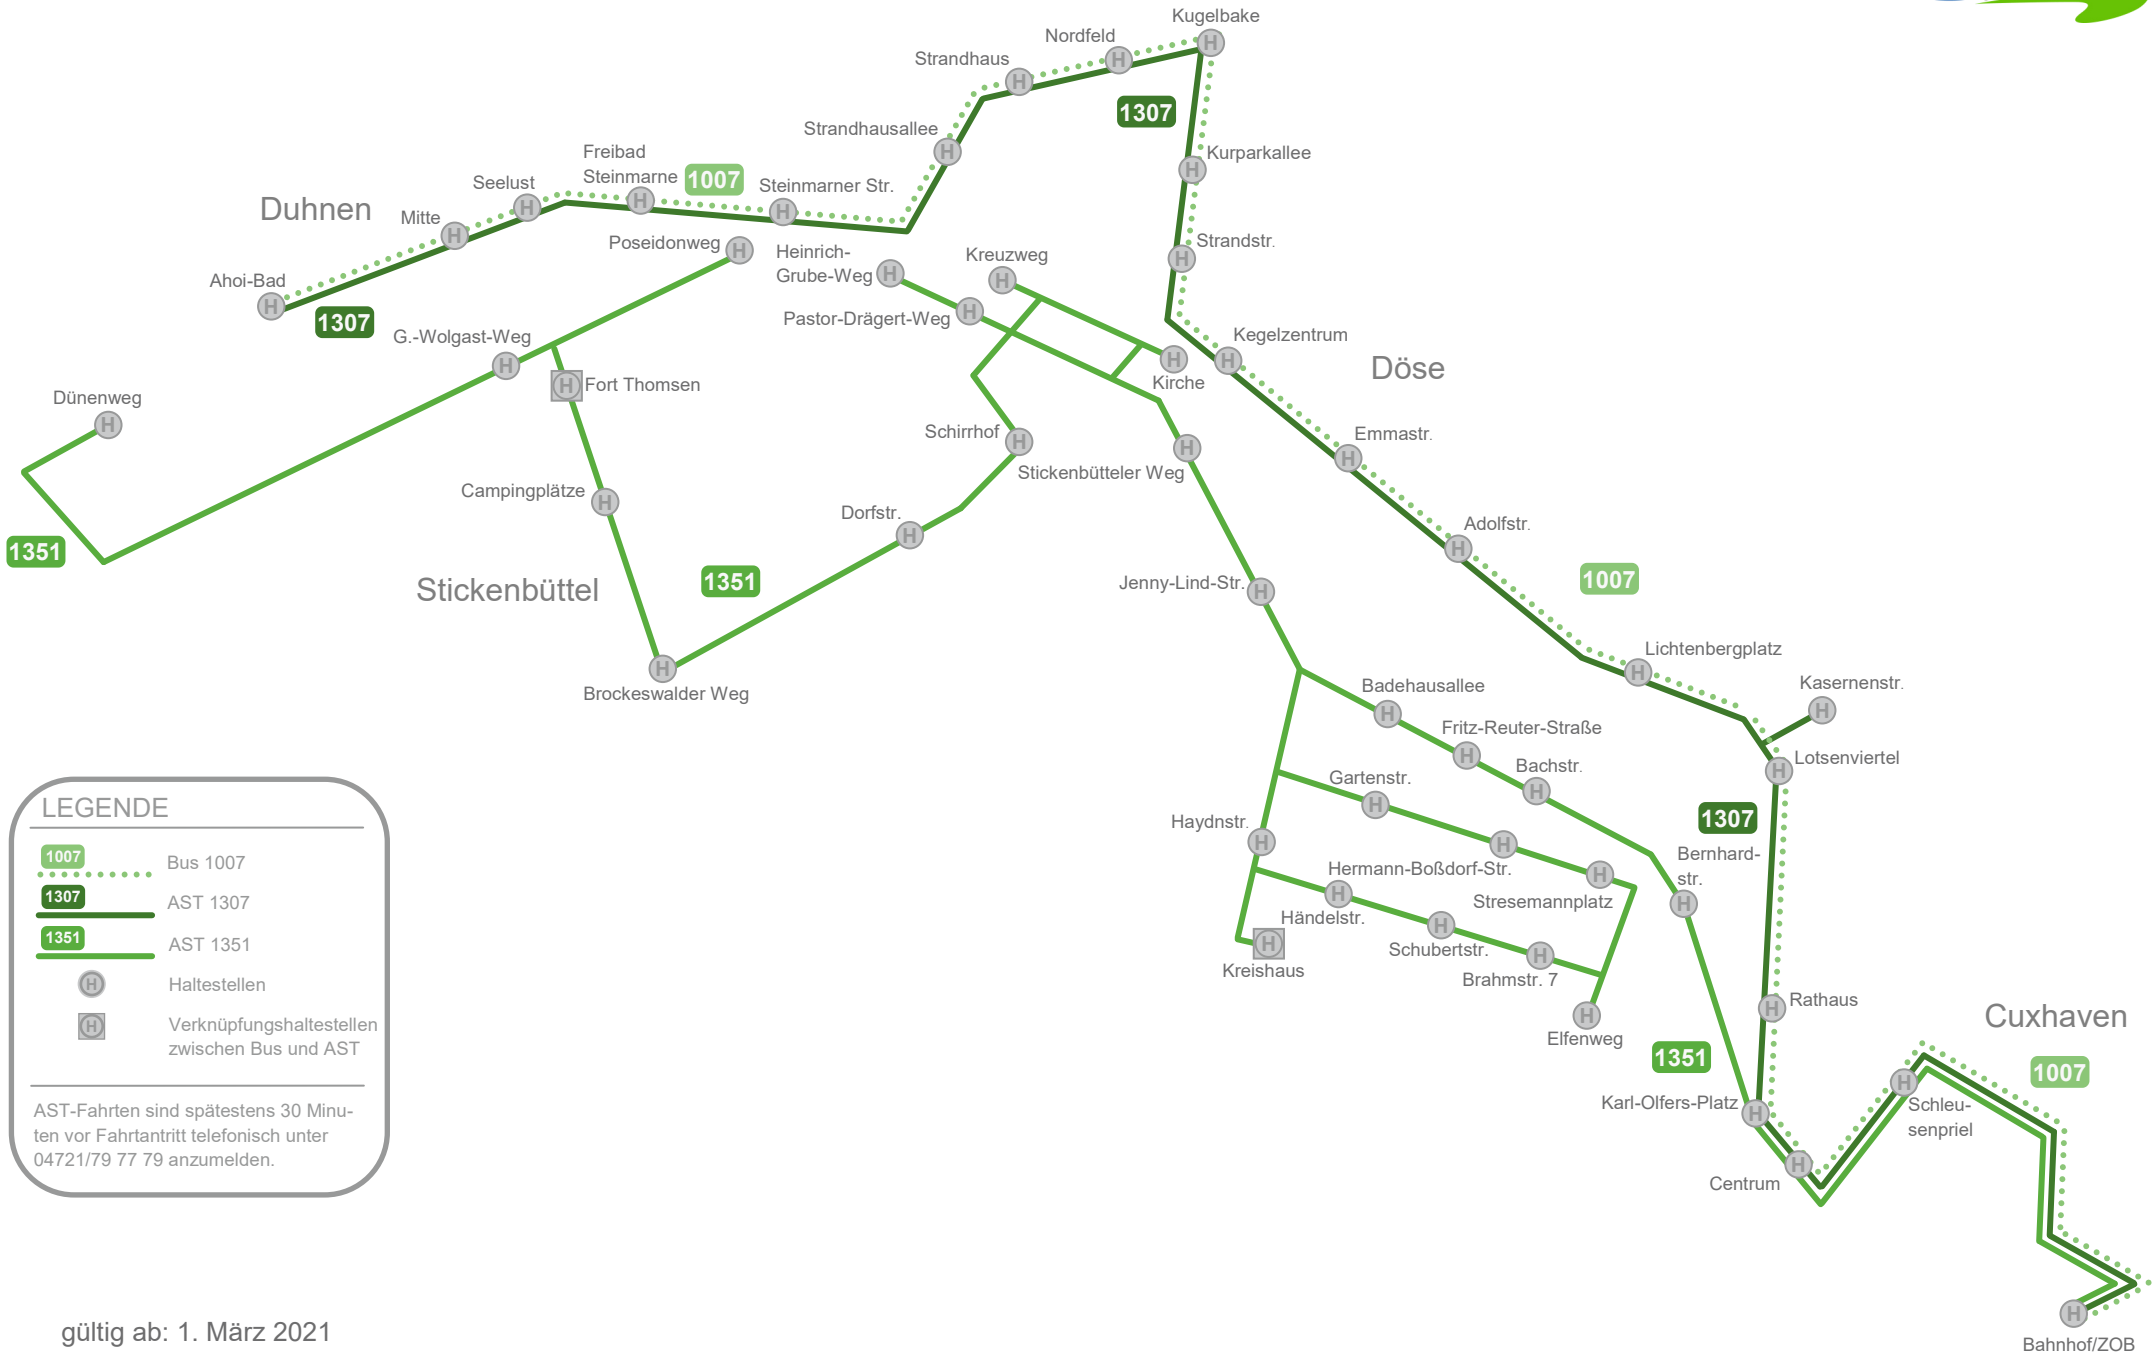 Kugelbake
Nordfeld
Strandhaus
1307
Strandhausallee
Kurparkallee
Freibad
Steinmarne
1007
Steinmarner Str.
Seelust
Duhnen
Mitte
Poseidonweg
Heinrich-
Grube-Weg
Kreuzweg
Strandstr.
Ahoi-Bad
1307
Pastor-Drägert-Weg
G.-Wolgast-Weg
Kegelzentrum
Döse
Kirche
Fort Thomsen
Dünenweg
Schirrhof
Emmastr.
Stickenbütteler Weg
Campingplätze
Dorfstr.
Adolfstr.
1351
Stickenbüttel
1351
Jenny-Lind-Str.
1007
Lichtenbergplatz
Brockeswalder Weg
Badehausallee
Kasernenstr.
Fritz-Reuter-Straße
Bachstr.
Lotsenviertel
Gartenstr.
Haydnstr.
1307
Bernhard-
str.
Hermann-Boßdorf-Str.
Stresemannplatz
Händelstr.
Schubertstr.
Kreishaus
Brahmstr. 7
Rathaus
Cuxhaven
Elfenweg
1351
1007
Karl-Olfers-Platz
Schleu-
senpriel
Centrum
Bahnhof/ZOB
LEGENDE
1007
Bus 1007
1307
AST 1307
1351
AST 1351
H
Haltestellen
H
Verknüpfungshaltestellen
zwischen Bus und AST
AST-Fahrten sind spätestens 30 Minu-
ten vor Fahrtantritt telefonisch unter
04721/79 77 79 anzumelden.
gültig ab: 1. März 2021